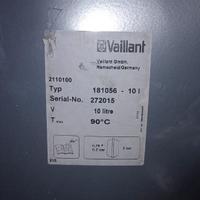 Vaillant
Vaillant GmbH,
Remscheid/Germany
2110100
Typ 181056 - 10 l
Serial-No. 272015
V 10 litre
T max 90°C